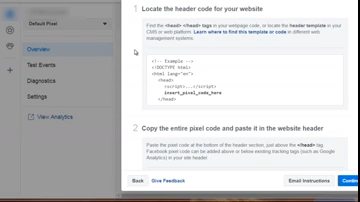 Default Pixel
Overview
Test Events
Diagnostics
Settings
View Analytics
1 Locate the header code for your website
Find the <head> </head> tags in your webpage code, or locate the header template in your
CMS or web platform. Learn where to find this template or code in different web
management systems.
<!-- Example -->
<!DOCTYPE html>
<html lang="en">
<head>
<script>...</script>
insert_pixel_code_here
</head>
2 Copy the entire pixel code and paste it in the website header
Paste the pixel code at the bottom of the header section, just above the </head> tag.
Facebook pixel code can be added above or below existing tracking tags (such as Google
Analytics) in your site header.
Back
Give Feedback
Email Instructions